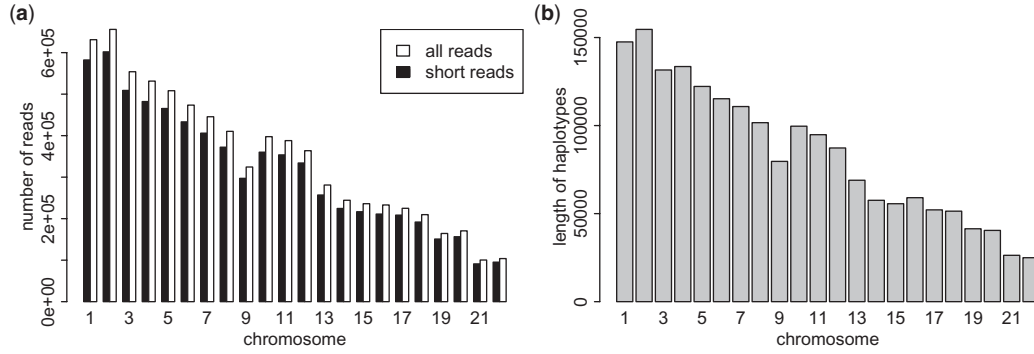 (a)
number of reads
0e+00 2e+05 4e+05 6e+05
all reads
short reads
1 3 5 7 9 11 13 15 17 19 21
chromosome
(b)
length of haplotypes
0 50000 100000 150000
1 3 5 7 9 11 13 15 17 19 21
chromosome